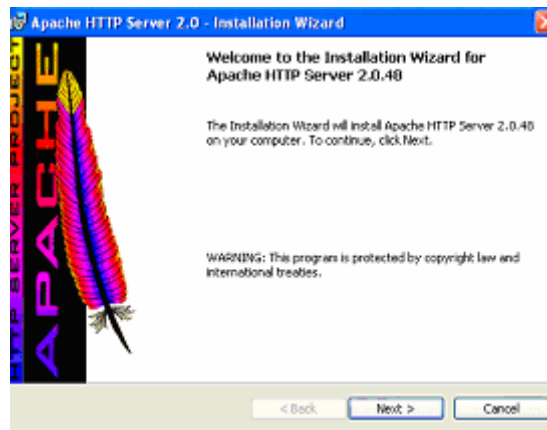 Apache HTTP Server 2.0 - Installation Wizard
HTTP SERVER PROJECT
APACHE
Welcome to the Installation Wizard for
Apache HTTP Server 2.0.48
The Installation Wizard will install Apache HTTP Server 2.0.48
on your computer. To continue, click Next.
WARNING: This program is protected by copyright law and
international treaties.
< Back
Next >
Cancel